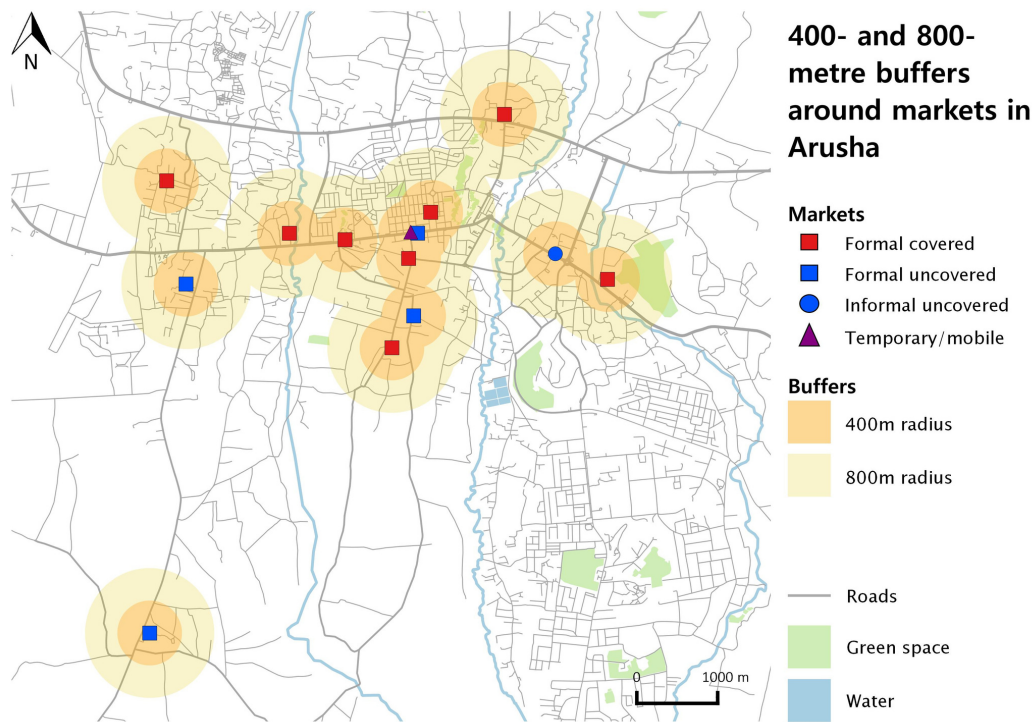 N
400- and 800-
metre buffers
around markets in
Arusha
Markets
Formal covered
Formal uncovered
Informal uncovered
Temporary/mobile
Buffers
400m radius
800m radius
Roads
Green space
Water
0 1000 m